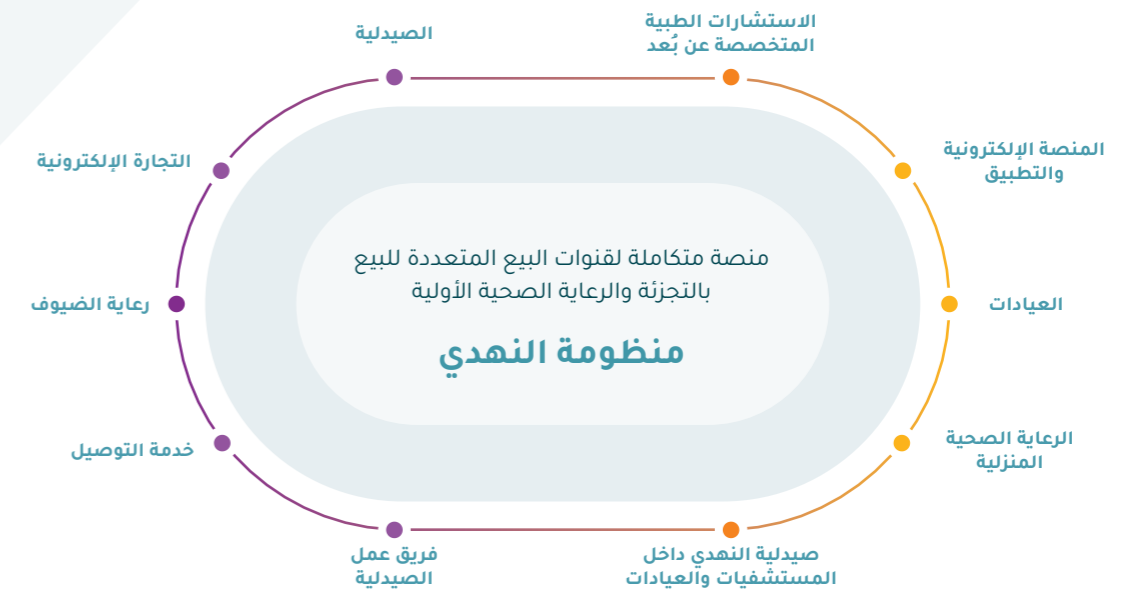 الاستشارات الطبية
المتخصصة عن بُعد
الصيدلية
المنصة الإلكترونية
والتطبيق
التجارة الإلكترونية
منصة متكاملة لقنوات البيع المتعددة للبيع
بالتجزئة والرعاية الصحية الأولية
منظومة النهدي
العيادات
رعاية الضيوف
الرعاية الصحية
المنزلية
خدمة التوصيل
صيدلية النهدي داخل
المستشفيات والعيادات
فريق عمل
الصيدلية